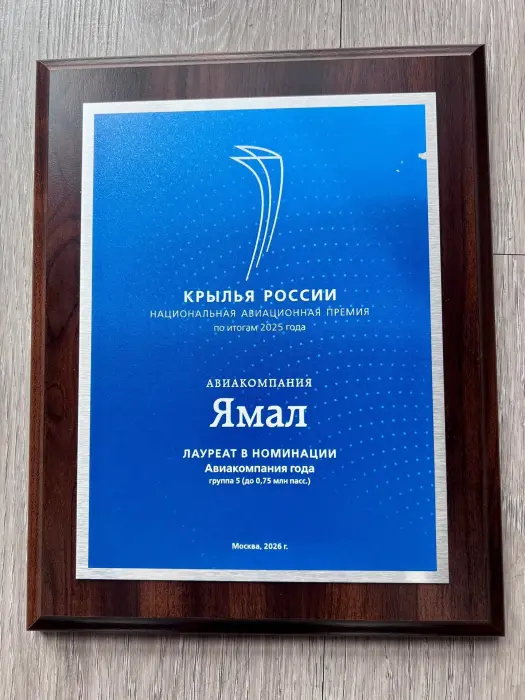 КРЫЛЬЯ РОССИИ
НАЦИОНАЛЬНАЯ АВИАЦИОННАЯ ПРЕМИЯ
по итогам 2025 года
АВИАКОМПАНИЯ
Ямал
ЛАУРЕАТ В НОМИНАЦИИ
Авиакомпания года
группа 5 (до 0,75 млн пасс.)
Москва, 2026 г.